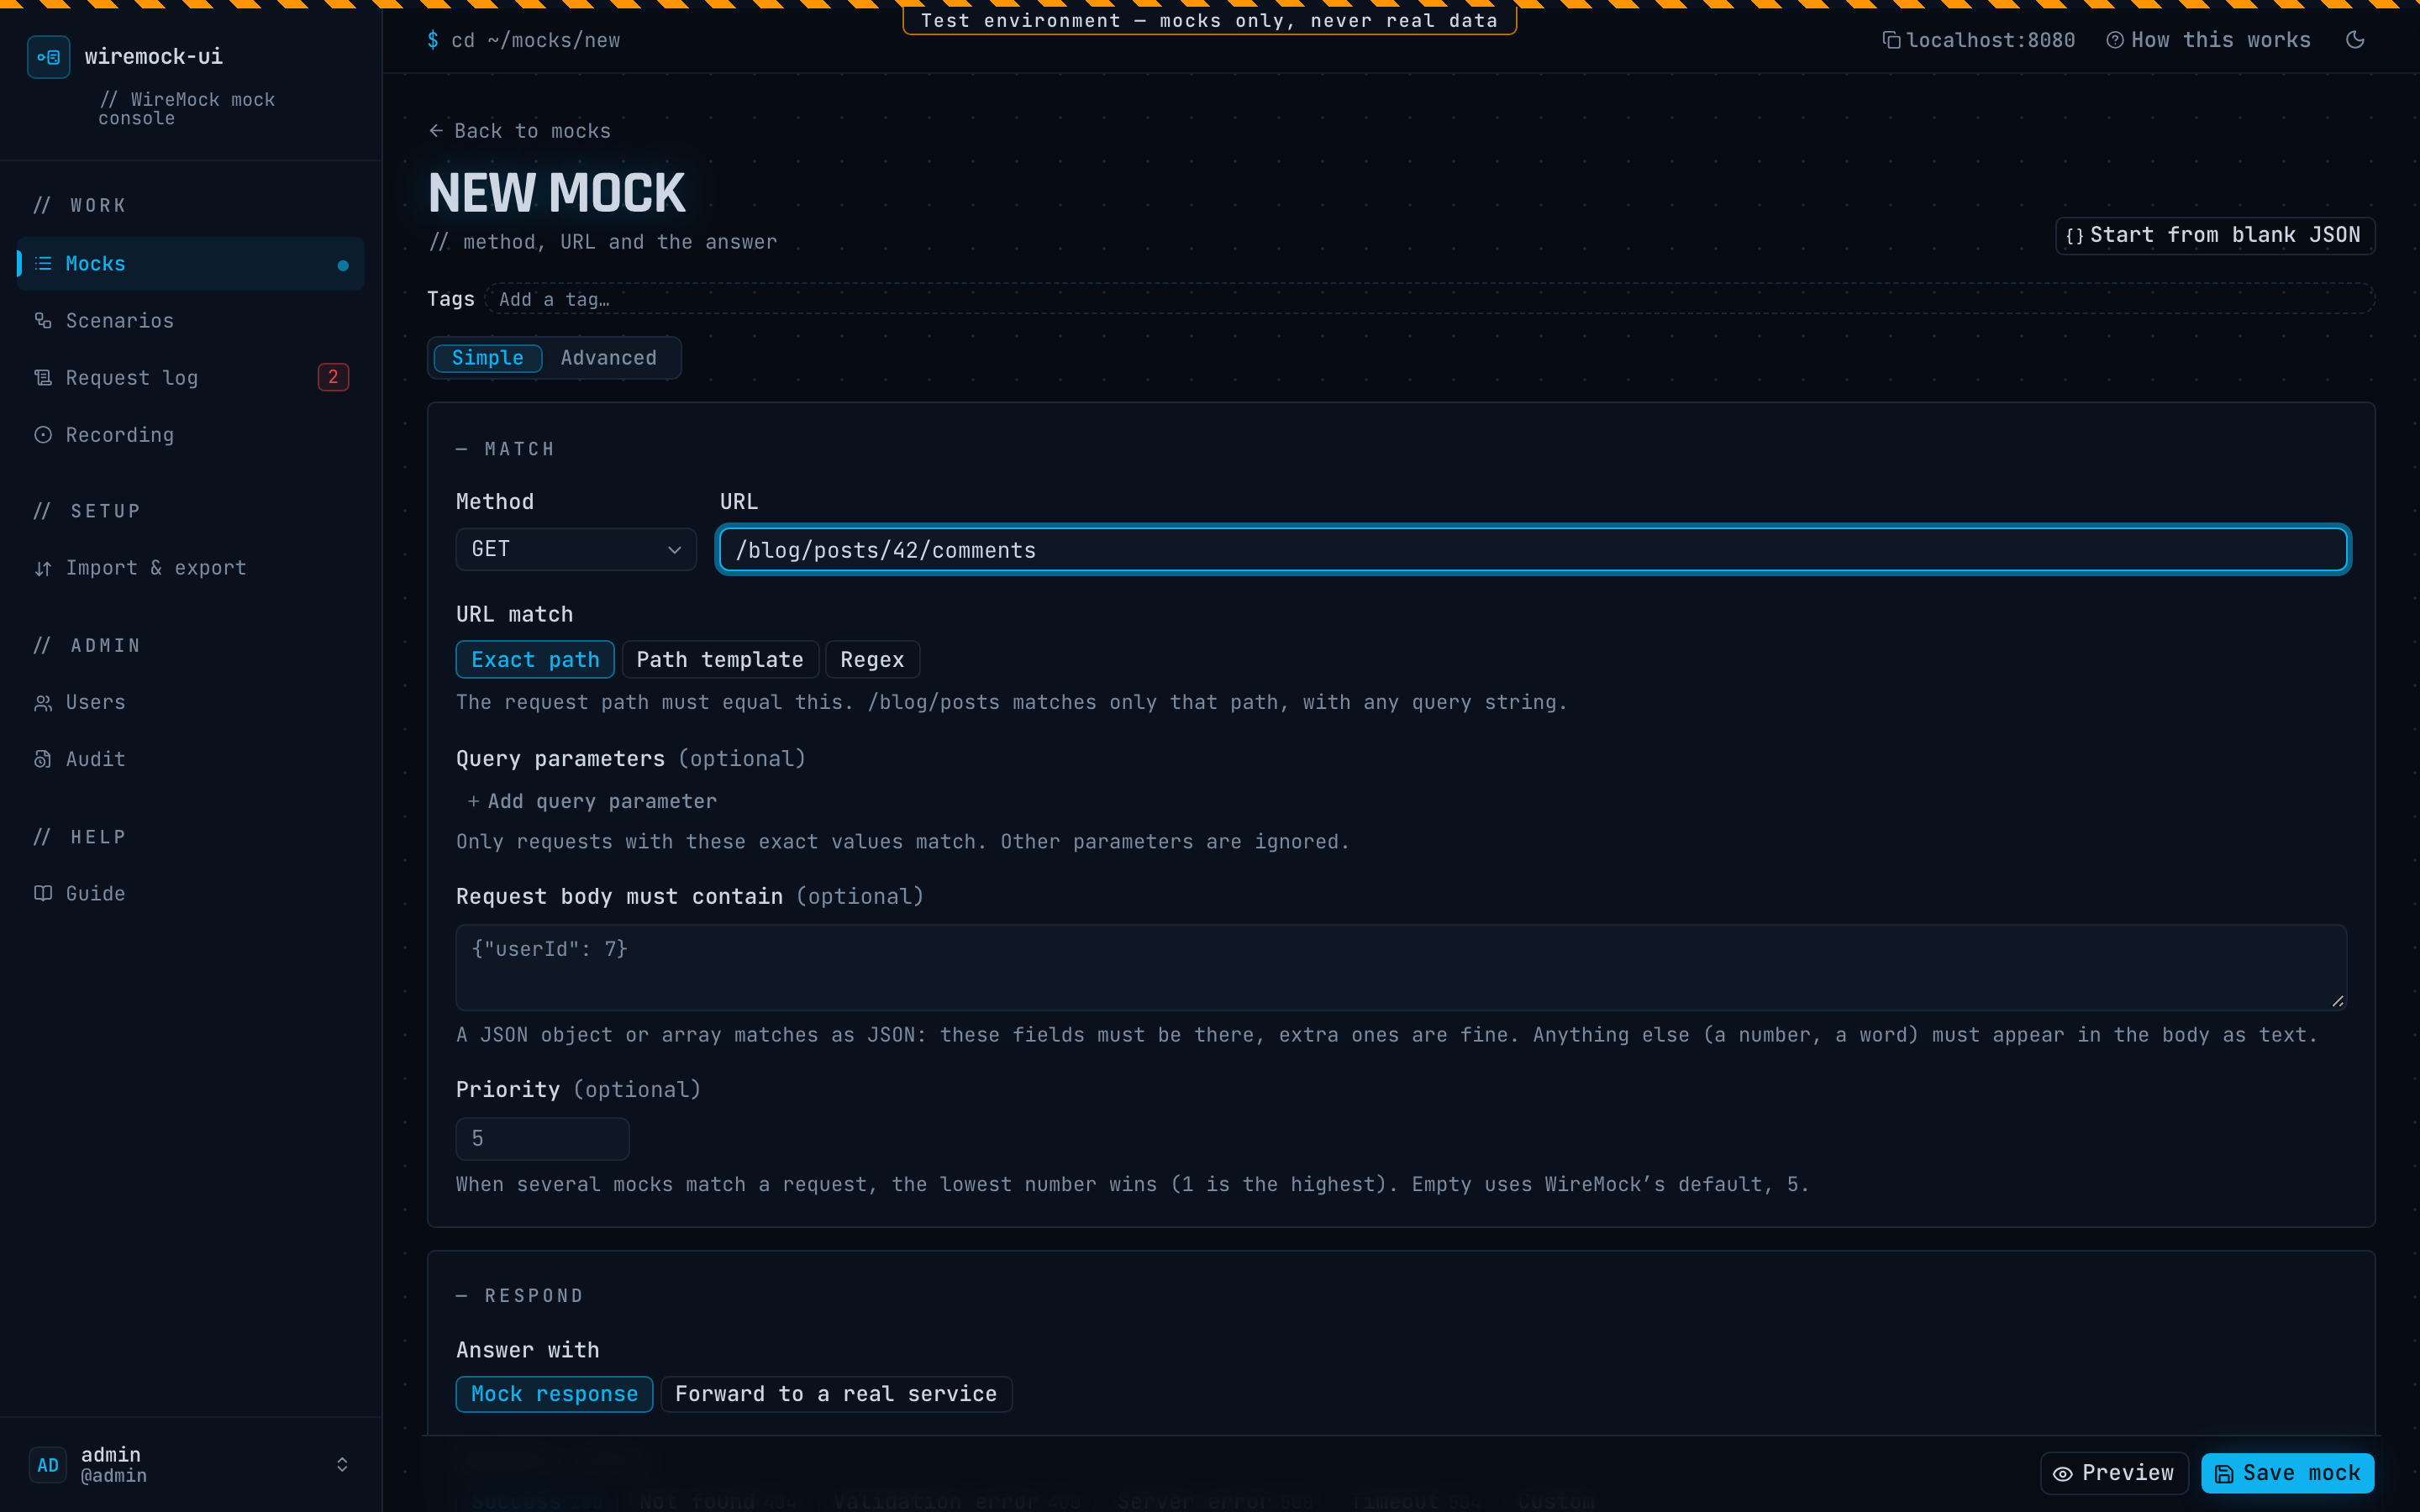 Test environment — mocks only, never real data
wiremock-ui
// WireMock mock
console
$ cd ~/mocks/new
localhost:8080
How this works
// WORK
Mocks
Scenarios
Request log 2
Recording
// SETUP
Import & export
// ADMIN
Users
Audit
// HELP
Guide
AD
admin
@admin
← Back to mocks
NEW MOCK
// method, URL and the answer
{} Start from blank JSON
Tags Add a tag…
Simple Advanced
— MATCH
Method URL
GET /blog/posts/42/comments
URL match
Exact path Path template Regex
The request path must equal this. /blog/posts matches only that path, with any query string.
Query parameters (optional)
+ Add query parameter
Only requests with these exact values match. Other parameters are ignored.
Request body must contain (optional)
{"userId": 7}
A JSON object or array matches as JSON: these fields must be there, extra ones are fine. Anything else (a number, a word) must appear in the body as text.
Priority (optional)
5
When several mocks match a request, the lowest number wins (1 is the highest). Empty uses WireMock’s default, 5.
— RESPOND
Answer with
Mock response Forward to a real service
Preview Save mock